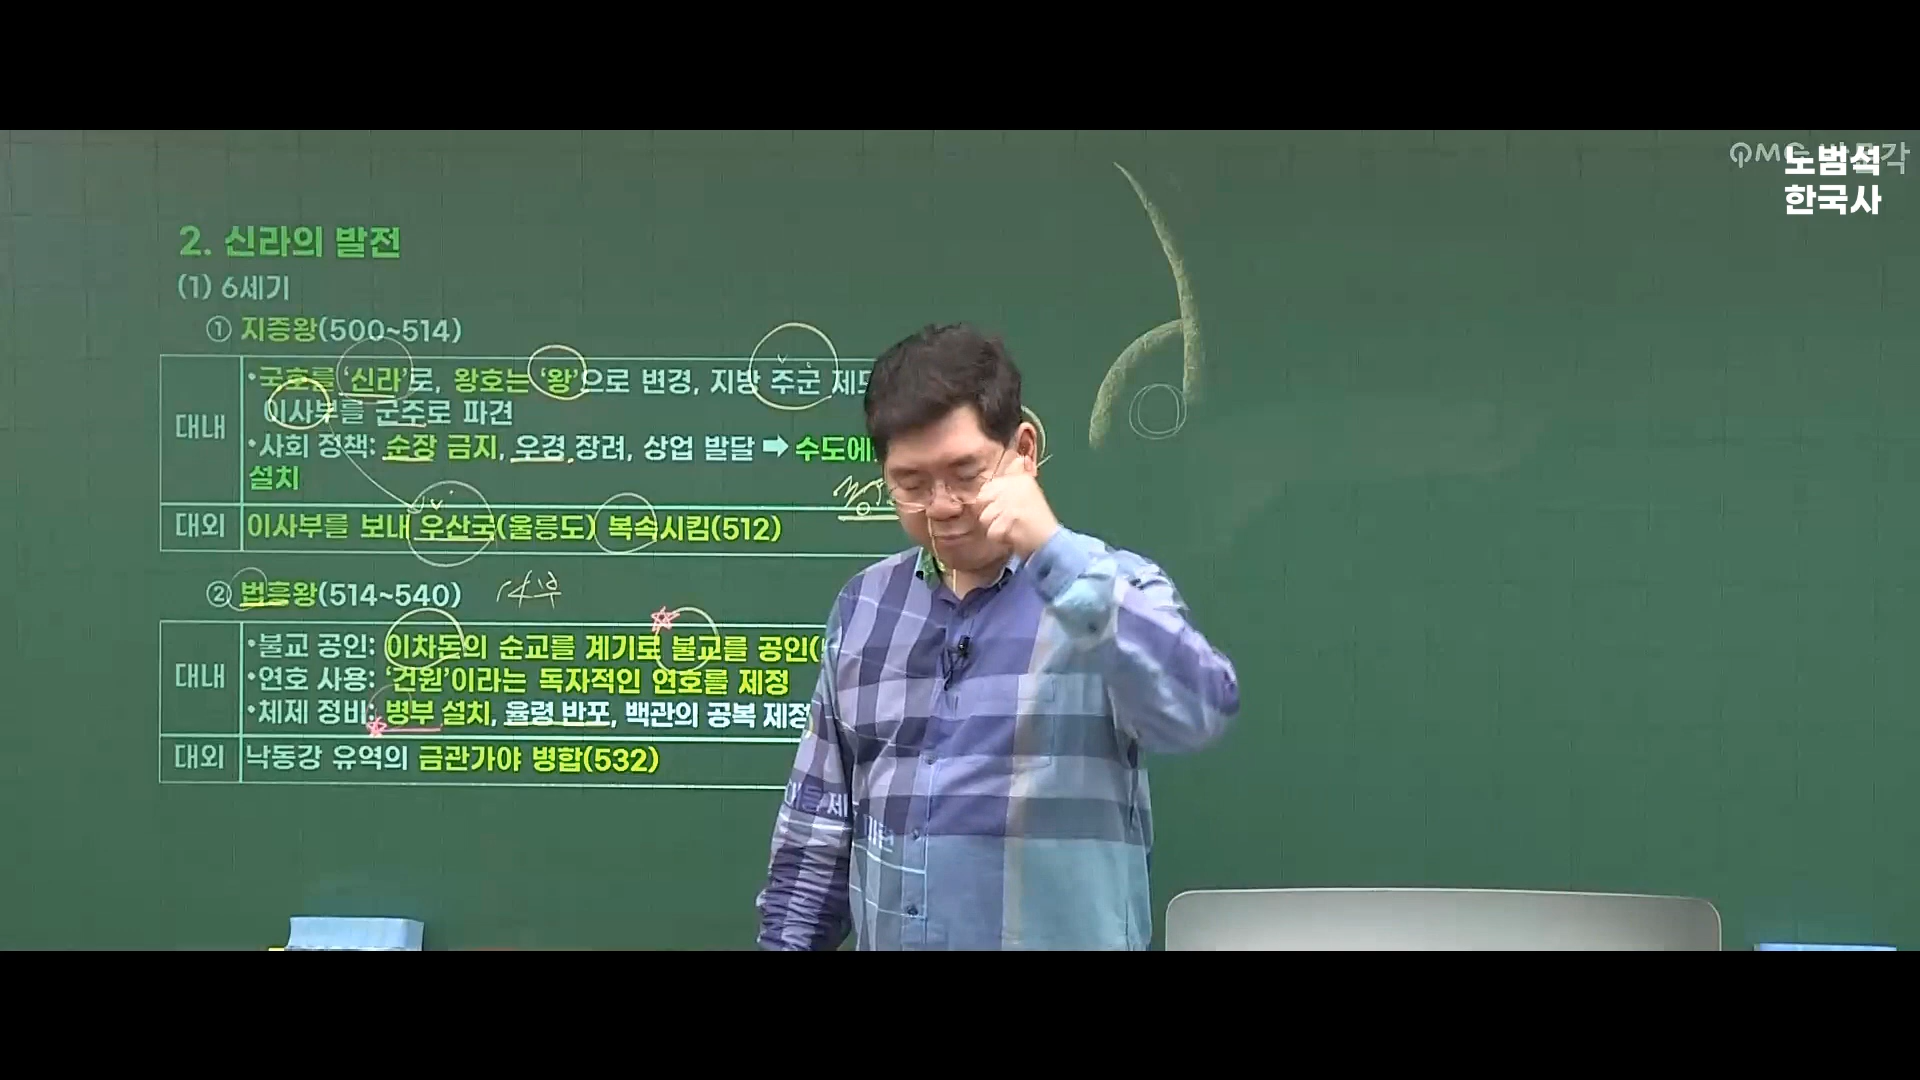 노범석
한국사
2. 신라의 발전
(1) 6세기
① 지증왕(500~514)
대내
•국호를 ‘신라’로, 왕호는 ‘왕’으로 변경, 지방 주군 제도
이사부를 군주로 파견
•사회 정책: 순장 금지, 우경 장려, 상업 발달 ➡ 수도에
설치
대외
이사부를 보내 우산국(울릉도) 복속시킴(512)
② 법흥왕(514~540)
대내
•불교 공인: 이차돈의 순교를 계기로 불교를 공인(
•연호 사용: ‘건원’이라는 독자적인 연호를 제정
•체제 정비: 병부 설치, 율령 반포, 백관의 공복 제정
대외
낙동강 유역의 금관가야 병합(532)